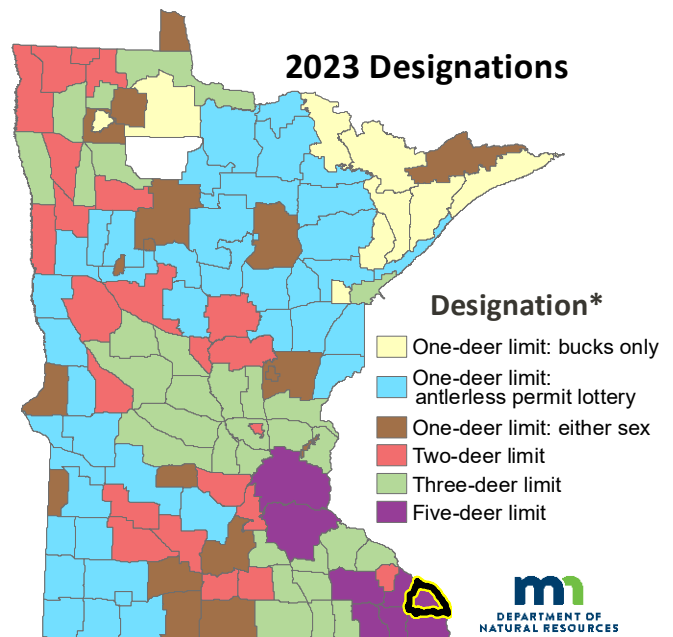 2023 Designations
Designation*
One-deer limit: bucks only
One-deer limit:
antlerless permit lottery
One-deer limit: either sex
Two-deer limit
Three-deer limit
Five-deer limit
mn
DEPARTMENT OF
NATURAL RESOURCES